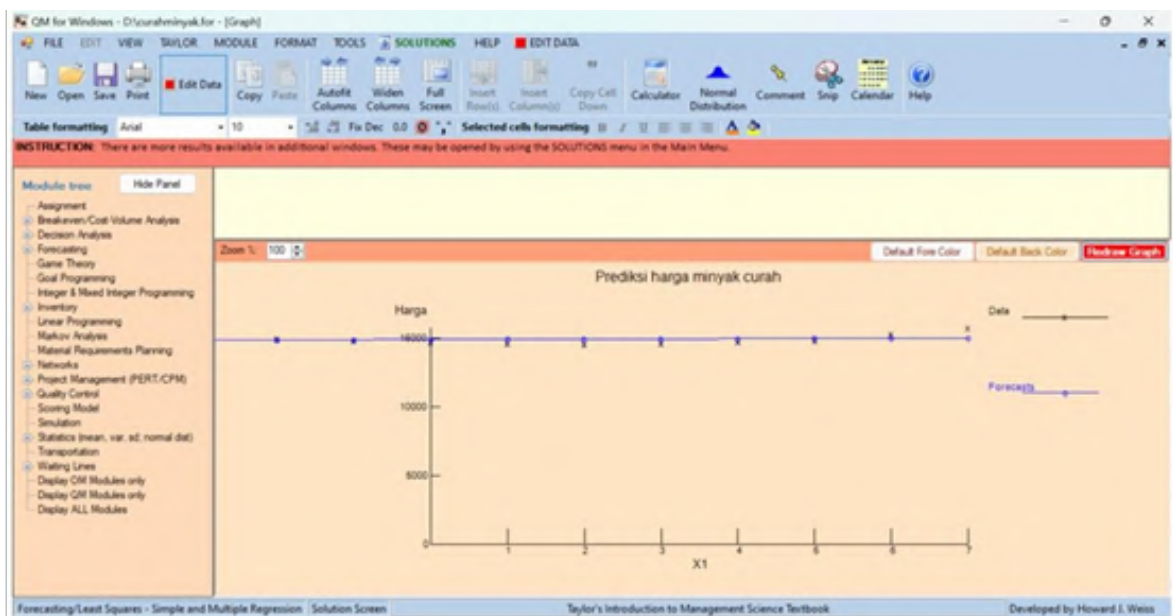 QM for Windows - D:\curahminyak.for - [Graph]
FILE EDIT VIEW TAYLOR MODULE FORMAT TOOLS SOLUTIONS HELP EDIT DATA
New Open Save Print Edit Data Copy Paste Autofit Columns Widen Columns Full Screen Insert Row(s) Insert Column(s) Copy Cell Down Calculator Normal Distribution Comment Snip Calendar Help
Table formatting Arial 10 Fix Dec 0.0 Selected cells formatting B I U A
INSTRUCTION: There are more results available in additional windows. These may be opened by using the SOLUTIONS menu in the Main Menu.
Module tree Hide Panel
Assignment
Breakeven/Cost-Volume Analysis
Decision Analysis
Forecasting
Game Theory
Goal Programming
Integer & Mixed Integer Programming
Inventory
Linear Programming
Markov Analysis
Material Requirements Planning
Networks
Project Management (PERT/CPM)
Quality Control
Scoring Model
Simulation
Statistics (mean, var, sd; normal dist)
Transportation
Waiting Lines
Display OM Modules only
Display QM Modules only
Display ALL Modules
Zoom %: 100 Default Fore Color Default Back Color Redraw Graph
Prediksi harga minyak curah
Harga
Data
Forecasts
15000
10000
5000
0
1 2 3 4 5 6 7
X1
Forecasting/Least Squares - Simple and Multiple Regression Solution Screen Taylor's Introduction to Management Science Textbook Developed by Howard J. Weiss